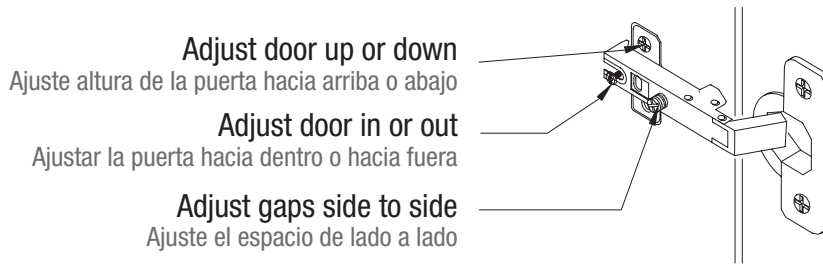 Adjust door up or down
Ajuste altura de la puerta hacia arriba o abajo
Adjust door in or out
Ajustar la puerta hacia dentro o hacia fuera
Adjust gaps side to side
Ajuste el espacio de lado a lado